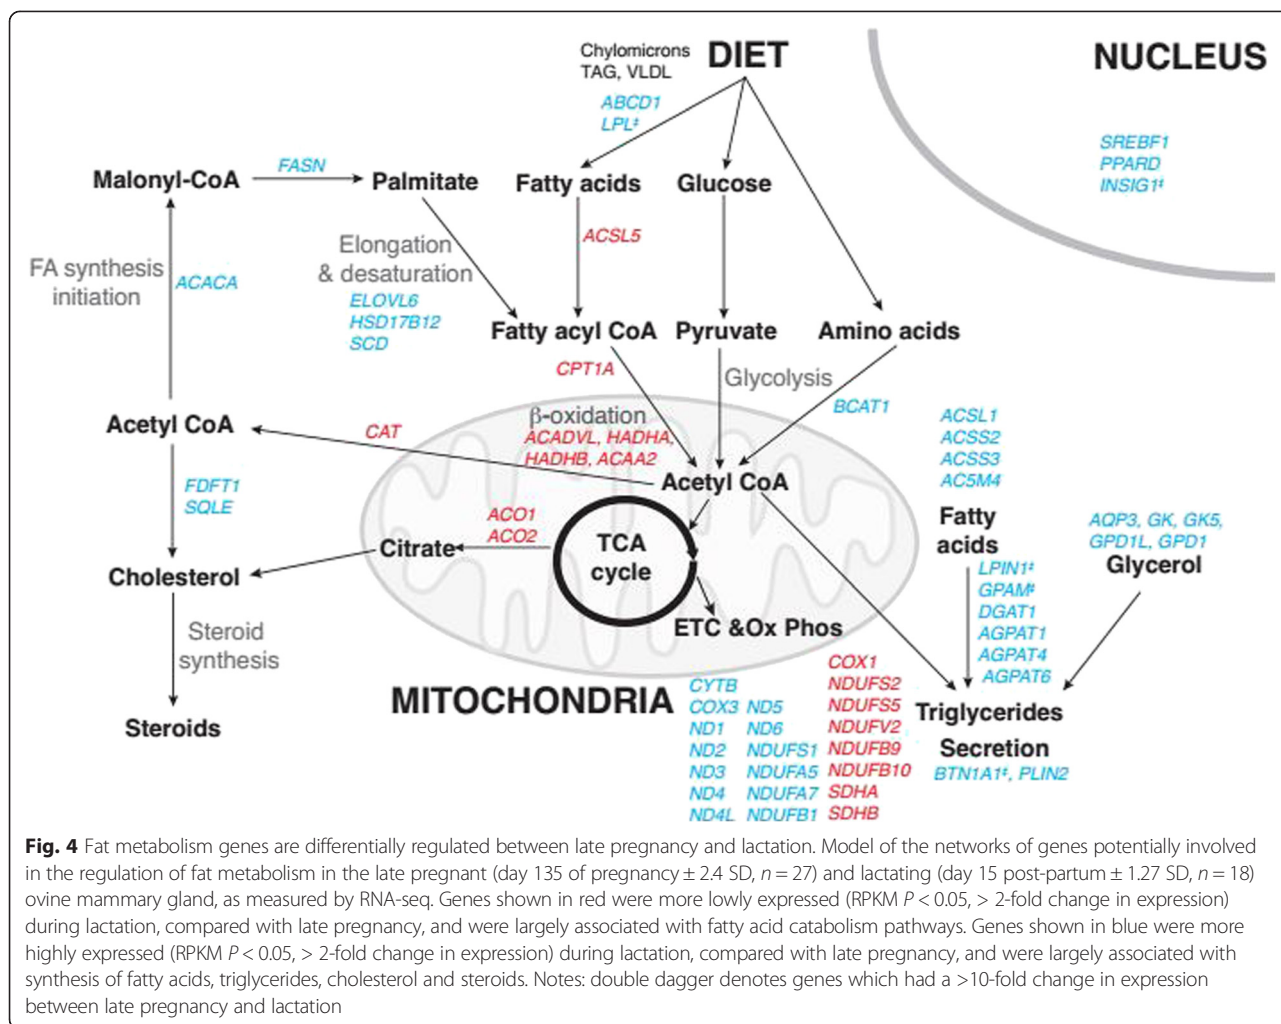 Chylomicrons
TAG, VLDL
DIET
NUCLEUS
ABCD1
LPL‡
SREBF1
PPARD
INSIG1‡
Malonyl-CoA
FASN
Palmitate
Fatty acids
Glucose
ACSL5
Elongation
& desaturation
FA synthesis
initiation
ACACA
ELOVL6
HSD17B12
SCD
Fatty acyl CoA
Pyruvate
Amino acids
CPT1A
Glycolysis
BCAT1
β-oxidation
ACADVL, HADHA,
HADHB, ACAA2
Acetyl CoA
CAT
Acetyl CoA
FDFT1
SQLE
ACSL1
ACSS2
ACSS3
AC5M4
Fatty
acids
AQP3, GK, GK5,
GPD1L, GPD1
Glycerol
ACO1
ACO2
Citrate
TCA
cycle
Cholesterol
LPIN1‡
GPAM‡
DGAT1
AGPAT1
AGPAT4
AGPAT6
ETC &Ox Phos
Steroid
synthesis
Steroids
MITOCHONDRIA
CYTB
COX3 ND5
ND1 ND6
ND2 NDUFS1
ND3 NDUFA5
ND4 NDUFA7
ND4L NDUFB1
COX1
NDUFS2
NDUFS5
NDUFV2
NDUFB9
NDUFB10
SDHA
SDHB
Triglycerides
Secretion
BTN1A1‡, PLIN2
Fig. 4 Fat metabolism genes are differentially regulated between late pregnancy and lactation. Model of the networks of genes potentially involved
in the regulation of fat metabolism in the late pregnant (day 135 of pregnancy ± 2.4 SD, n = 27) and lactating (day 15 post-partum ± 1.27 SD, n = 18)
ovine mammary gland, as measured by RNA-seq. Genes shown in red were more lowly expressed (RPKM P < 0.05, > 2-fold change in expression)
during lactation, compared with late pregnancy, and were largely associated with fatty acid catabolism pathways. Genes shown in blue were more
highly expressed (RPKM P < 0.05, > 2-fold change in expression) during lactation, compared with late pregnancy, and were largely associated with
synthesis of fatty acids, triglycerides, cholesterol and steroids. Notes: double dagger denotes genes which had a >10-fold change in expression
between late pregnancy and lactation